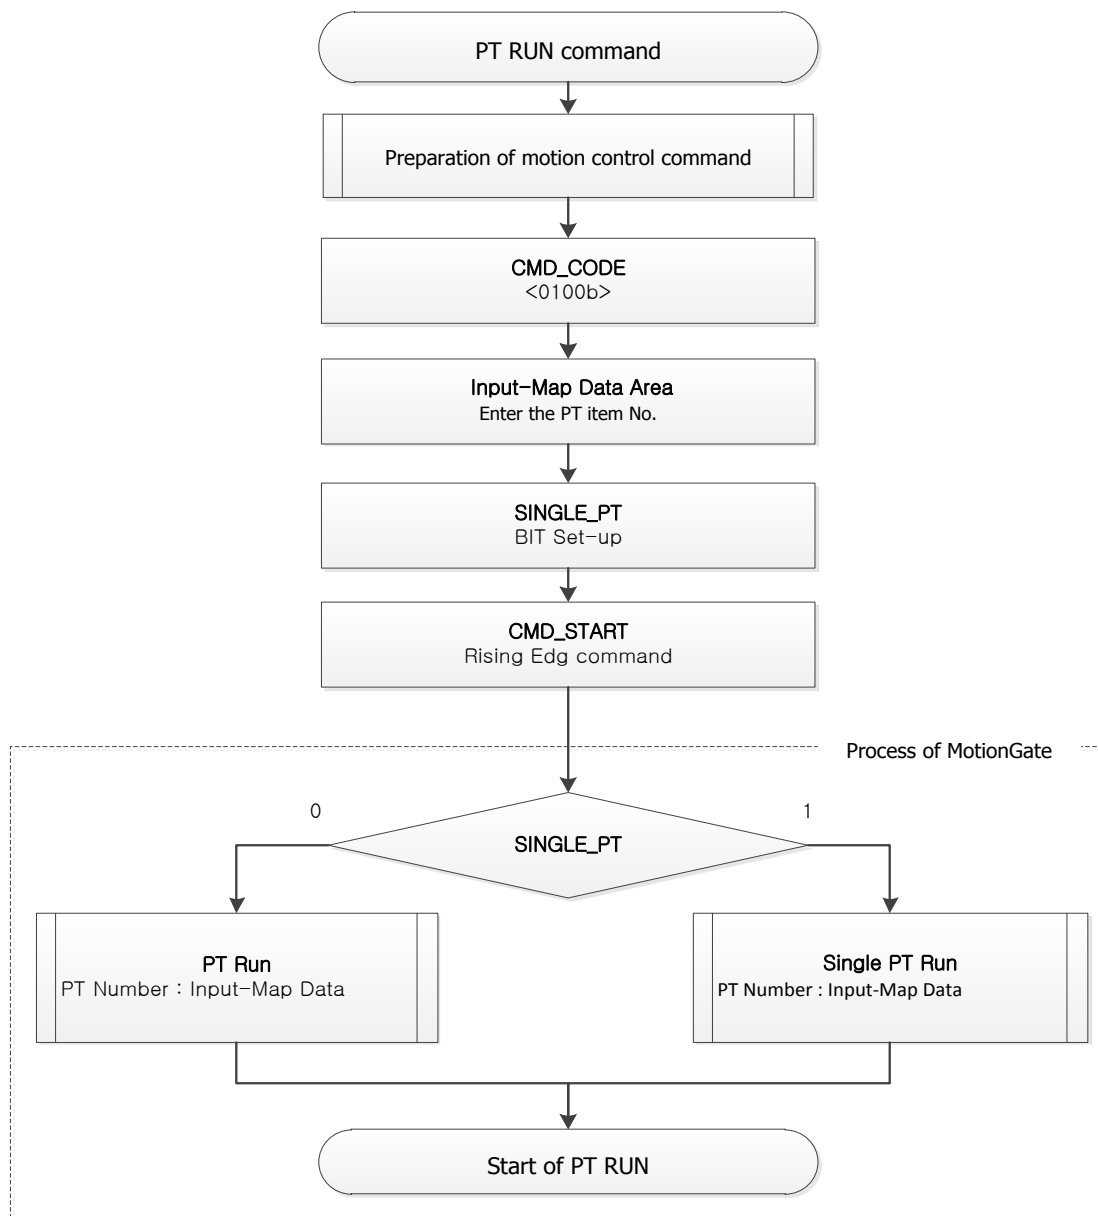 PT RUN command
Preparation of motion control command
CMD_CODE
<0100b>
Input-Map Data Area
Enter the PT item No.
SINGLE_PT
BIT Set-up
CMD_START
Rising Edg command
Process of MotionGate
0
1
SINGLE_PT
PT Run
PT Number : Input-Map Data
Single PT Run
PT Number : Input-Map Data
Start of PT RUN